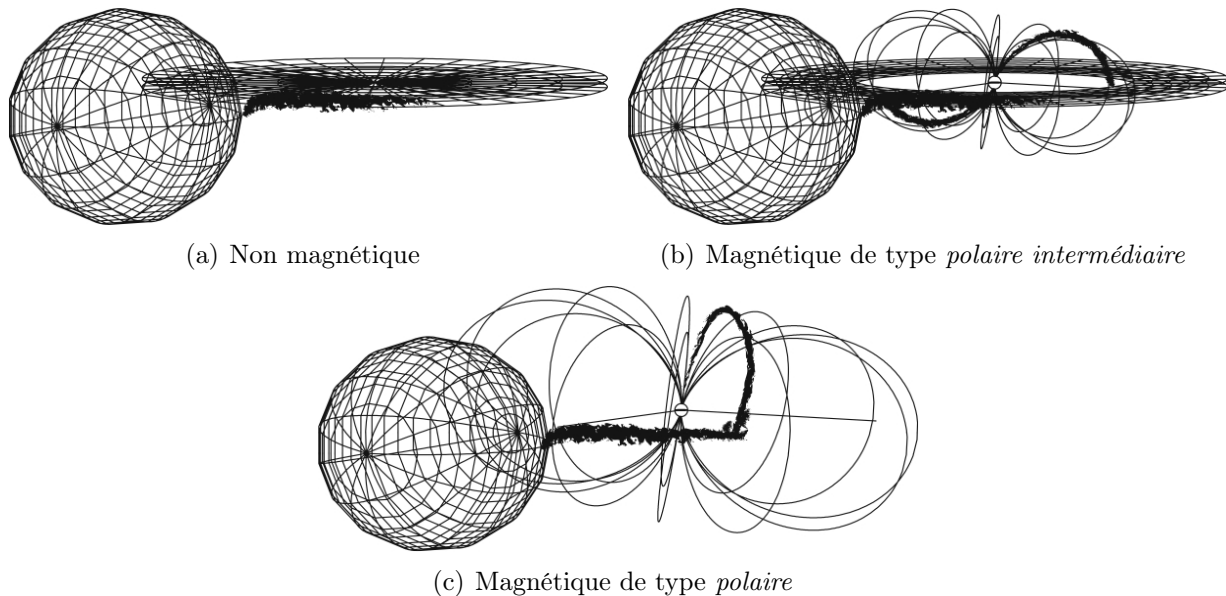 (a) Non magnétique
(b) Magnétique de type polaire intermédiaire
(c) Magnétique de type polaire